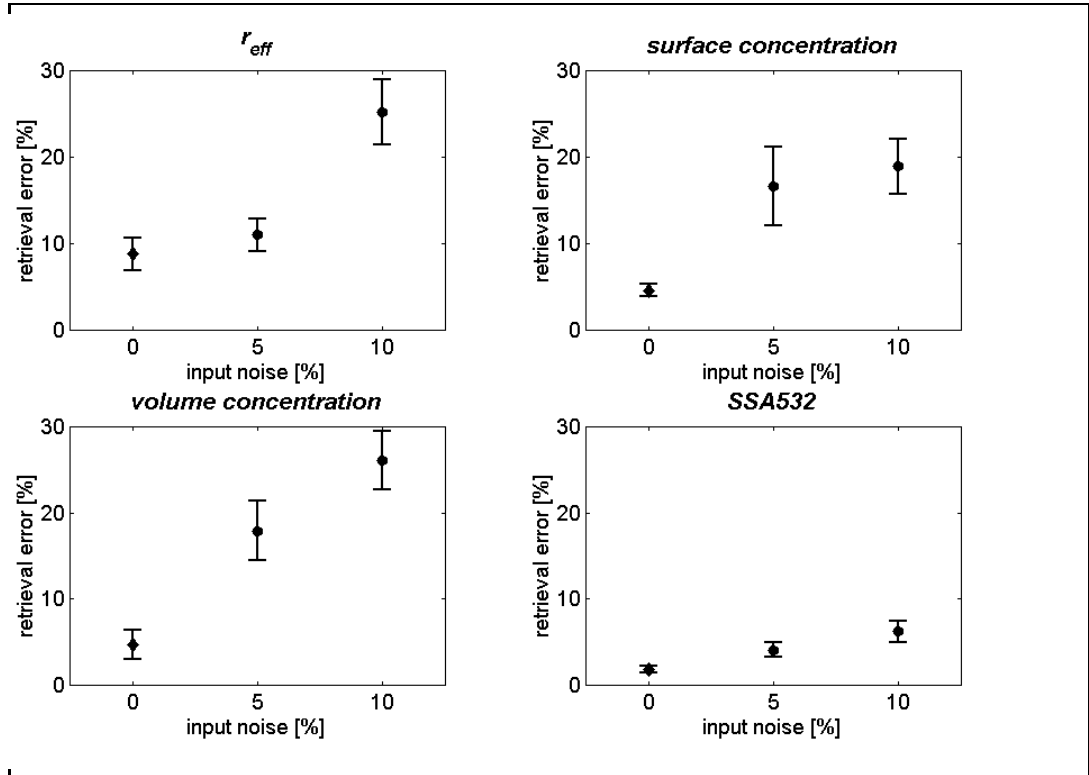 r_eff
30
20
10
0
retrieval error [%]
0 5 10
input noise [%]
surface concentration
30
20
10
0
retrieval error [%]
0 5 10
input noise [%]
volume concentration
30
20
10
0
retrieval error [%]
0 5 10
input noise [%]
SSA532
30
20
10
0
retrieval error [%]
0 5 10
input noise [%]